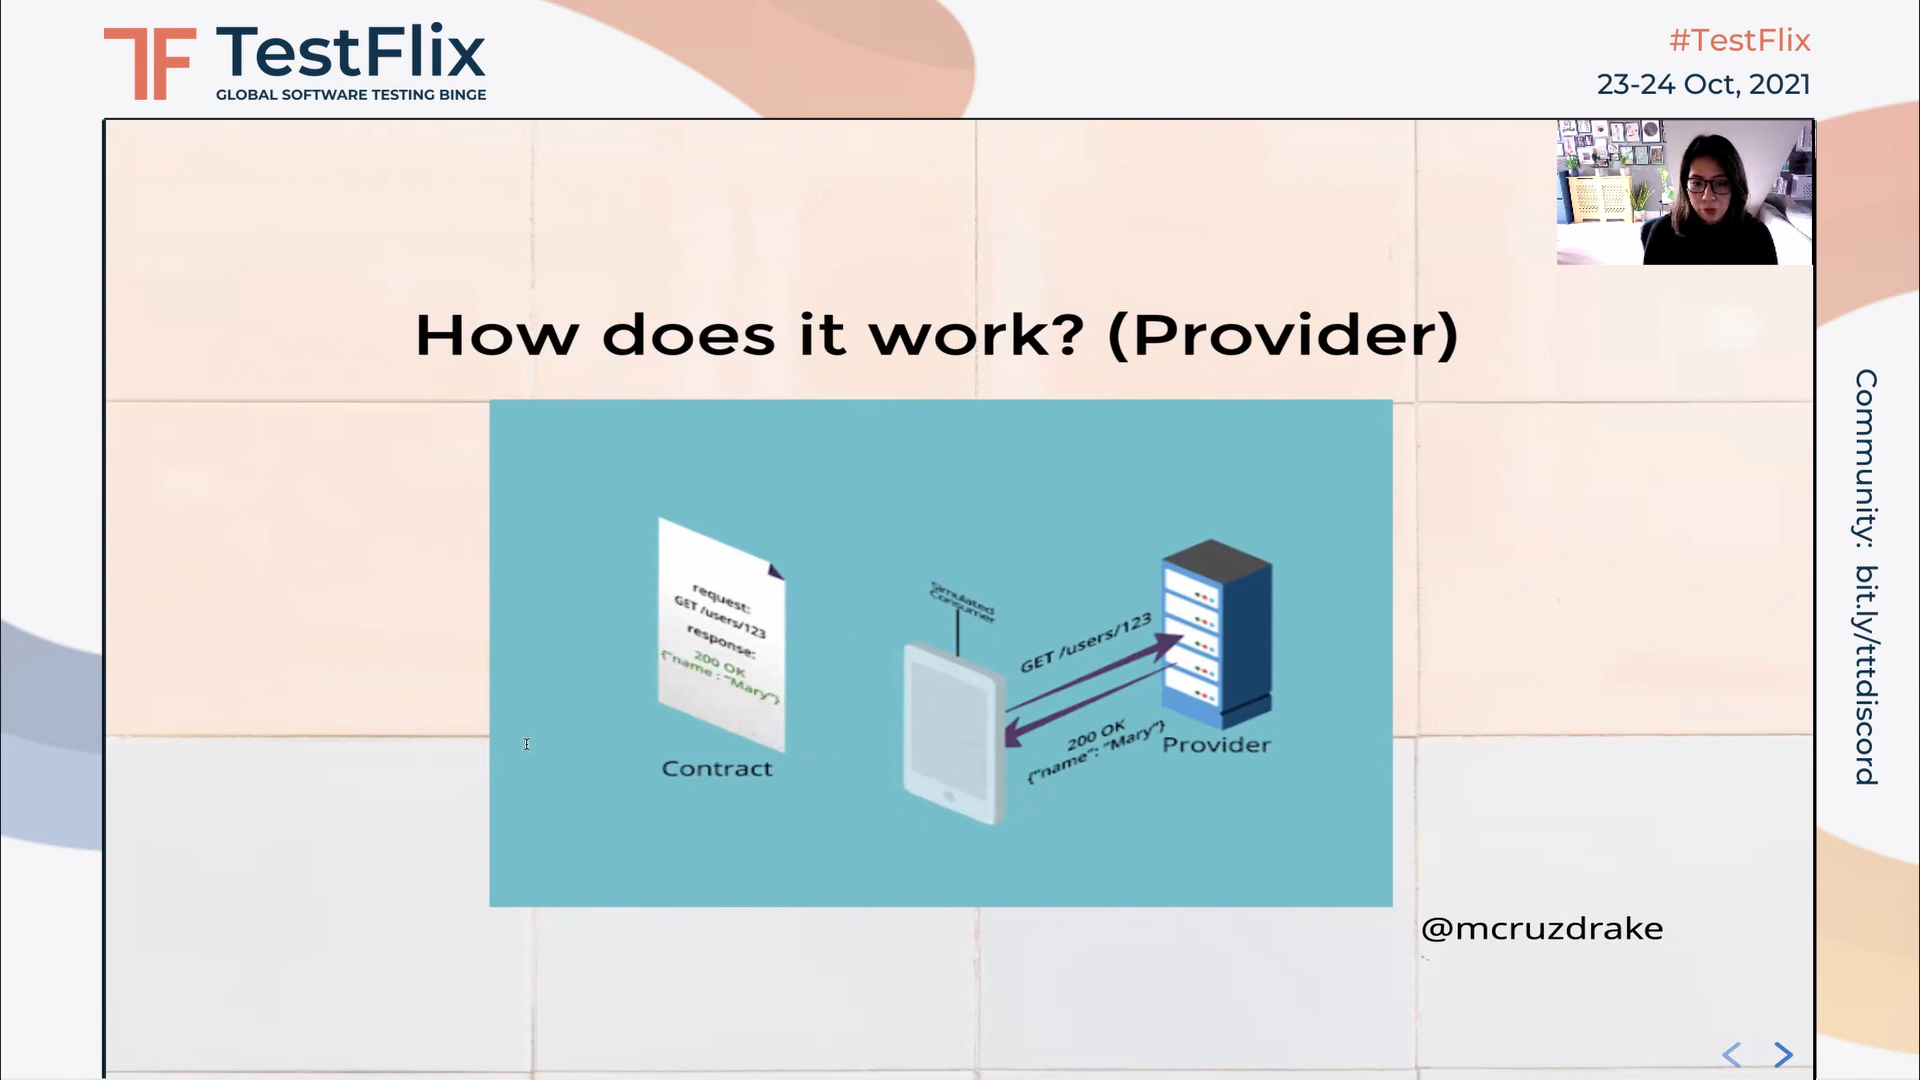 TF TestFlix
GLOBAL SOFTWARE TESTING BINGE
#TestFlix
23-24 Oct, 2021
How does it work? (Provider)
request:
GET /users/123
response:
200 OK
{"name : "Mary"}
Contract
Simulated
Consumer
GET /users/123
200 OK
{"name": "Mary"}
Provider
@mcruzdrake
Community: bit.ly/tttdiscord